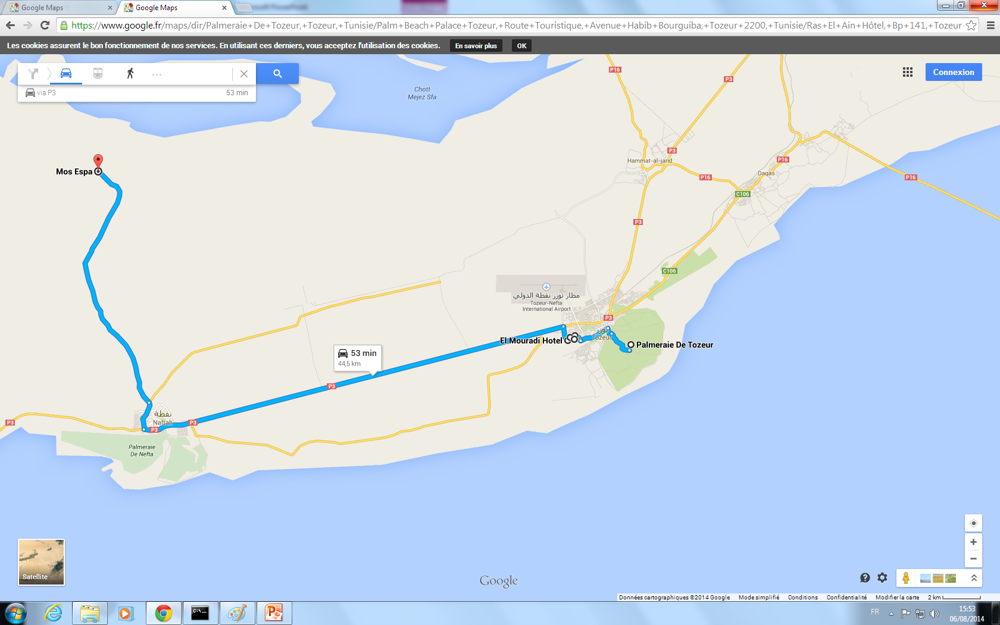 Google Maps
Google Maps
https://www.google.fr/maps/dir/Palmeraie+De+Tozeur,+Tozeur,+Tunisie/Palm+Beach+Palace+Tozeur,+Route+Touristique,+Avenue+Habib+Bourguiba,+Tozeur+2200,+Tunisie/Ras+El+Ain+Hôtel,+Bp+141,+Tozeur
Les cookies assurent le bon fonctionnement de nos services. En utilisant ces derniers, vous acceptez l'utilisation des cookies.
En savoir plus
OK
via P3
53 min
Connexion
Chott
Mejez Sfa
P16
P3
P3
Hammat-al-jarid
P16
P16
Daqas
P16
C106
Mos Espa
P3
C106
مطار توزر نفطة الدولي
Tozeur-Nefta
International Airport
P3
توزر
Tozeur
El Mouradi Hotel
Palmeraie De Tozeur
53 min
44,5 km
P3
نفطة
Naftah
P3
P3
P3
Palmeraie
De Nefta
Satellite
Google
Données cartographiques ©2014 Google
Mode simplifié
Conditions
Confidentialité
Modifier la carte
2 km
C:\_
FR
15:53
06/08/2014